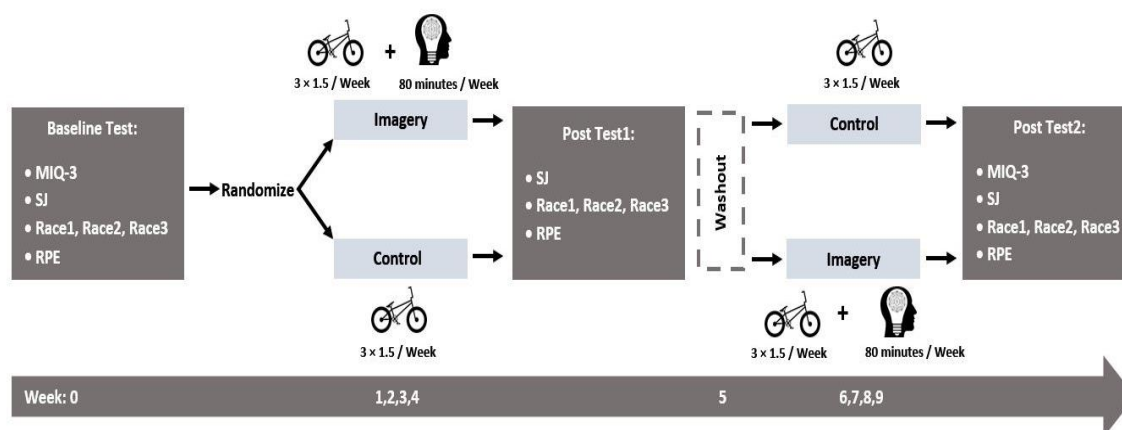 3 × 1.5 / Week
+
80 minutes / Week
3 × 1.5 / Week
Baseline Test:
• MIQ-3
• SJ
• Race1, Race2, Race3
• RPE
Randomize
Imagery
Control
3 × 1.5 / Week
Post Test1:
• SJ
• Race1, Race2, Race3
• RPE
Washout
Control
Imagery
3 × 1.5 / Week
+
80 minutes / Week
Post Test2:
• MIQ-3
• SJ
• Race1, Race2, Race3
• RPE
Week: 0
1,2,3,4
5
6,7,8,9